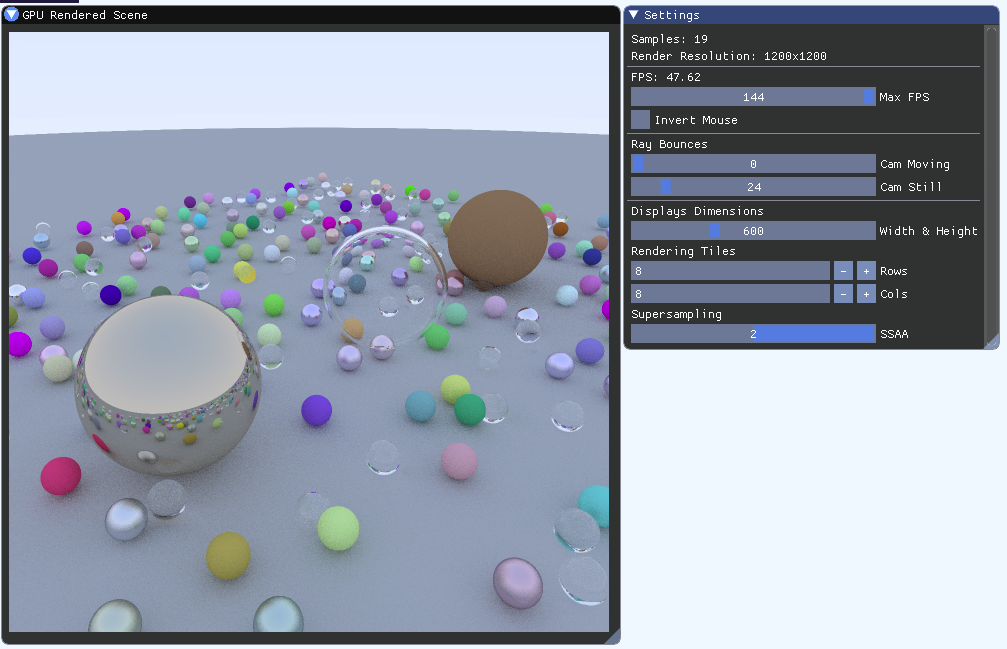 GPU Rendered Scene
Settings
Samples: 19
Render Resolution: 1200x1200
FPS: 47.62
144 Max FPS
Invert Mouse
Ray Bounces
0 Cam Moving
24 Cam Still
Displays Dimensions
600 Width & Height
Rendering Tiles
8 - + Rows
8 - + Cols
Supersampling
2 SSAA